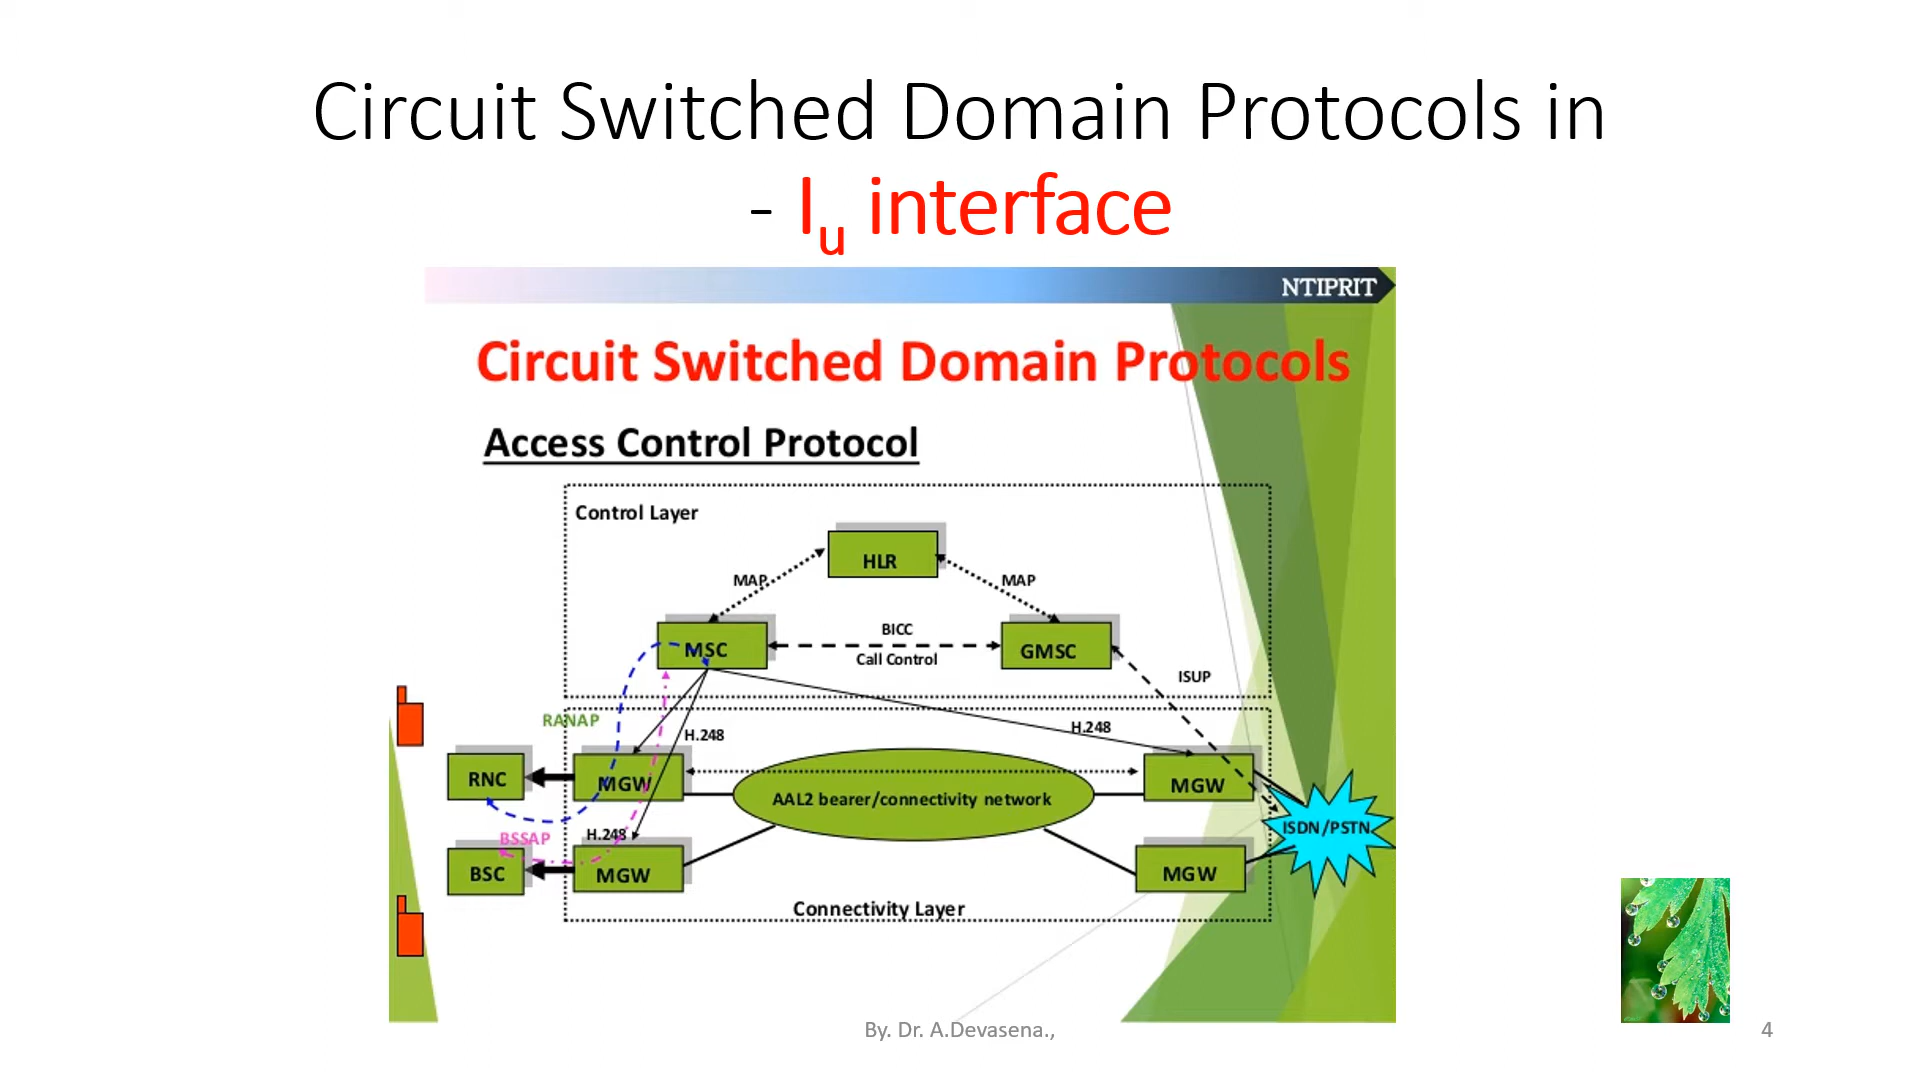 Circuit Switched Domain Protocols in
- Iu interface
NTIPRIT
Circuit Switched Domain Protocols
Access Control Protocol
Control Layer
HLR
MAP
MAP
MSC
BICC
Call Control
GMSC
ISUP
RANAP
H.248
H.248
RNC
MGW
AAL2 bearer/connectivity network
MGW
ISDN/PSTN
BSSAP
H.248
BSC
MGW
MGW
Connectivity Layer
By. Dr. A.Devasena.,
4